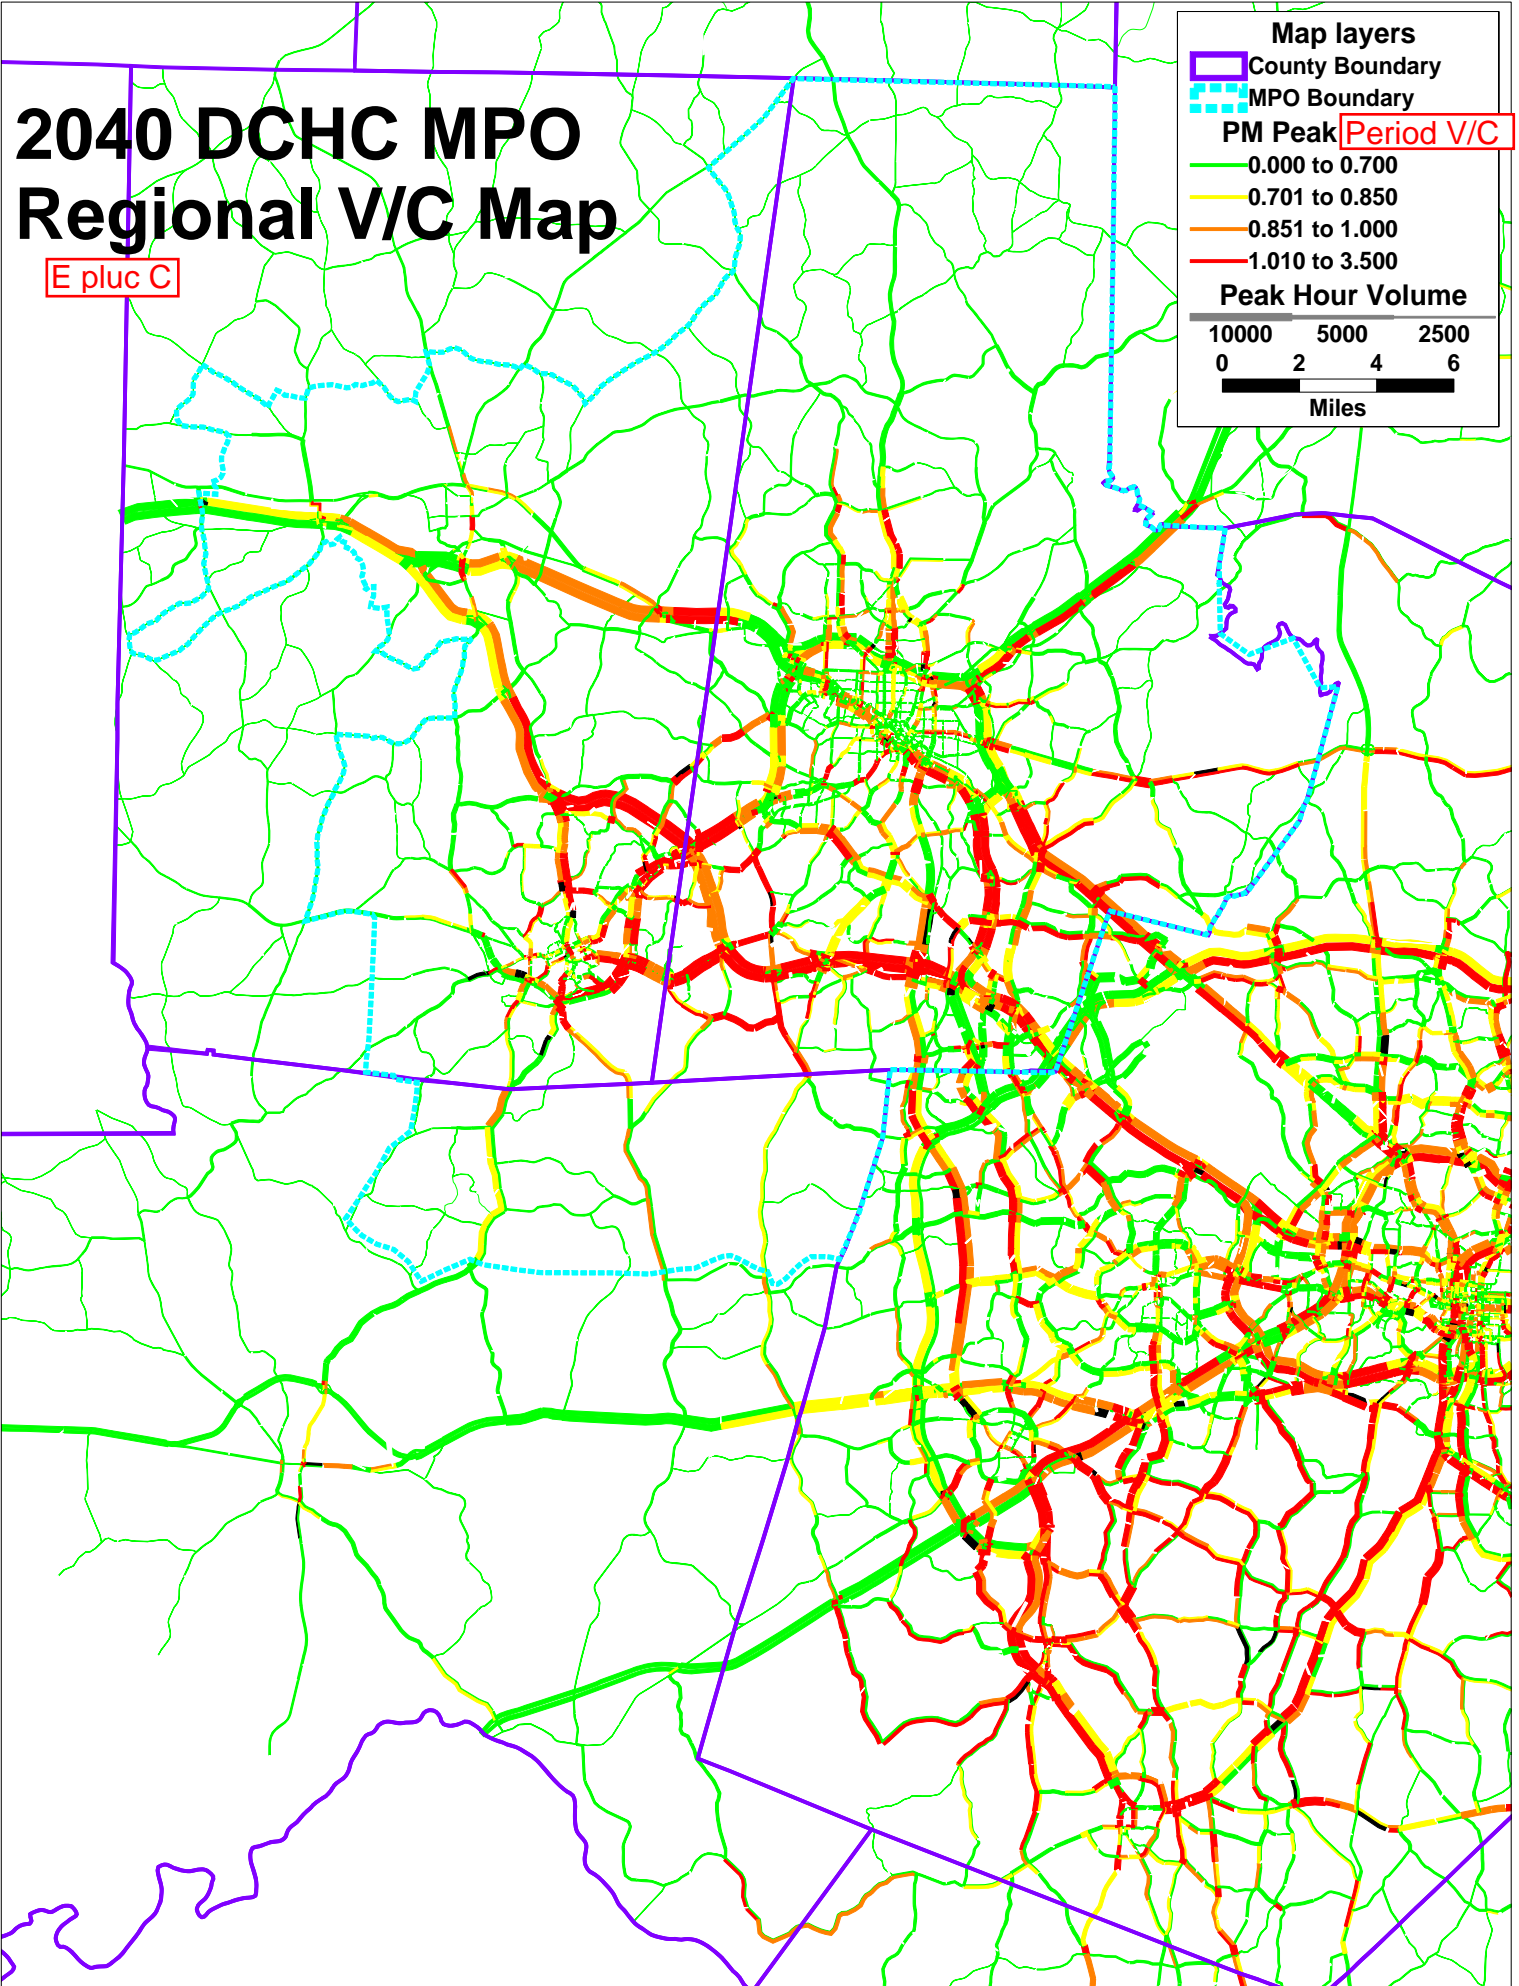 2040 DCHC MPO
Regional V/C Map
E pluc C
Map layers
County Boundary
MPO Boundary
PM Peak Period V/C
0.000 to 0.700
0.701 to 0.850
0.851 to 1.000
1.010 to 3.500
Peak Hour Volume
10000 5000 2500
0 2 4 6
Miles